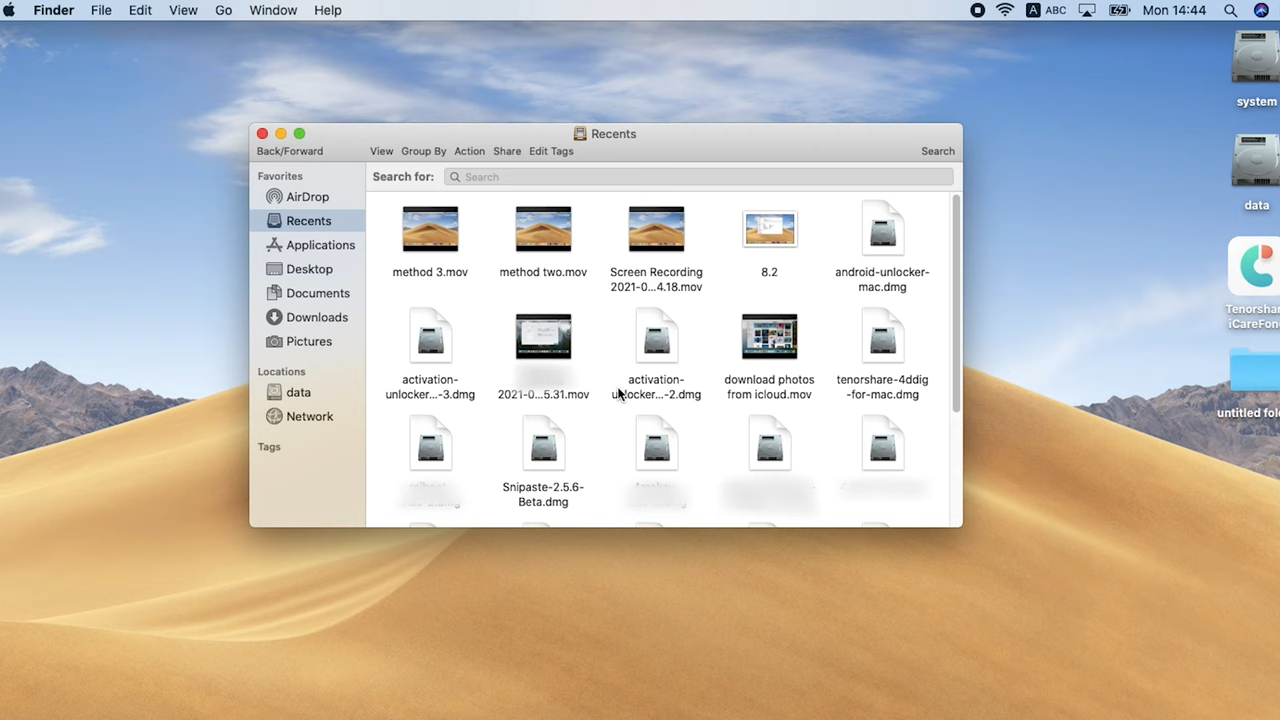 Finder File Edit View Go Window Help
A ABC Mon 14:44
Recents
Back/Forward View Group By Action Share Edit Tags Search
Search for: Search
Favorites
AirDrop
Recents
Applications
Desktop
Documents
Downloads
Pictures
Locations
data
Network
Tags
method 3.mov
method two.mov
Screen Recording
2021-0...4.18.mov
8.2
android-unlocker-
mac.dmg
activation-
unlocker...-3.dmg
2021-0...5.31.mov
activation-
unlocker...-2.dmg
download photos
from icloud.mov
tenorshare-4ddig
-for-mac.dmg
Snipaste-2.5.6-
Beta.dmg
system
data
Tenorshar
iCareFone
untitled fol